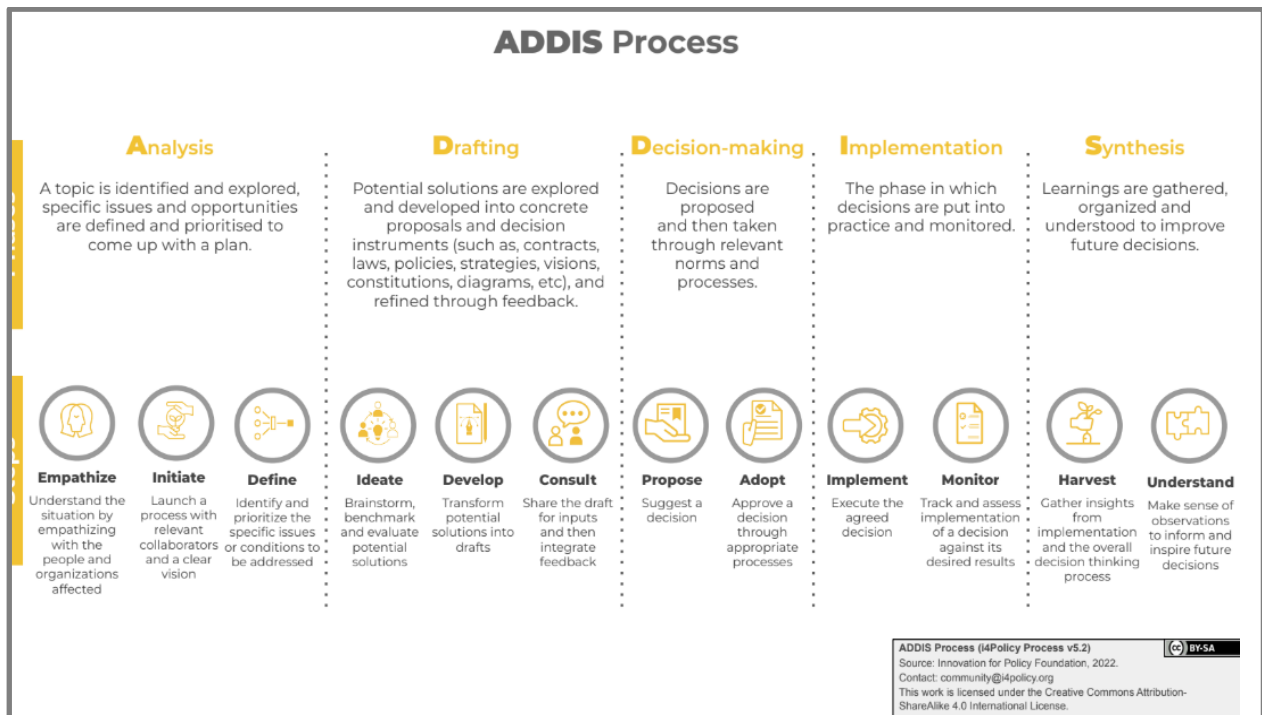 ADDIS Process
Analysis
A topic is identified and explored,
specific issues and opportunities
are defined and prioritised to
come up with a plan.
Drafting
Potential solutions are explored
and developed into concrete
proposals and decision
instruments (such as, contracts,
laws, policies, strategies, visions,
constitutions, diagrams, etc), and
refined through feedback.
Decision-making
Decisions are
proposed
and then taken
through relevant
norms and
processes.
Implementation
The phase in which
decisions are put into
practice and monitored.
Synthesis
Learnings are gathered,
organized and
understood to improve
future decisions.
Empathize
Understand the
situation by
empathizing
with the
people and
organizations
affected
Initiate
Launch a
process with
relevant
collaborators
and a clear
vision
Define
Identify and
prioritize the
specific issues
or conditions to
be addressed
Ideate
Brainstorm,
benchmark
and evaluate
potential
solutions
Develop
Transform
potential
solutions into
drafts
Consult
Share the draft
for inputs
and then
integrate
feedback
Propose
Suggest a
decision
Adopt
Approve a
decision
through
appropriate
processes
Implement
Execute the
agreed
decision
Monitor
Track and assess
implementation
of a decision
against its
desired results
Harvest
Gather insights
from
implementation
and the overall
decision thinking
process
Understand
Make sense of
observations
to inform and
inspire future
decisions
ADDIS Process (i4Policy Process v5.2)
cc BY-SA
Source: Innovation for Policy Foundation, 2022.
Contact: community@i4policy.org
This work is licensed under the Creative Commons Attribution-
ShareAlike 4.0 International License.